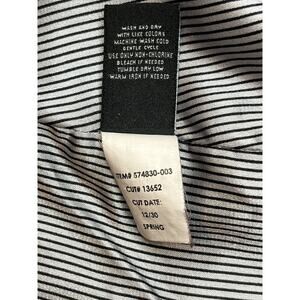 WASH AND DRY
WITH LIKE COLORS
MACHINE WASH COLD
GENTLE CYCLE
USE ONLY NON-CHLORINE
BLEACH IF NEEDED
TUMBLE DRY LOW
WARM IRON IF NEEDED
ITEM# 574830-003
CUT# 13652
CUT DATE:
12/30
SPRING